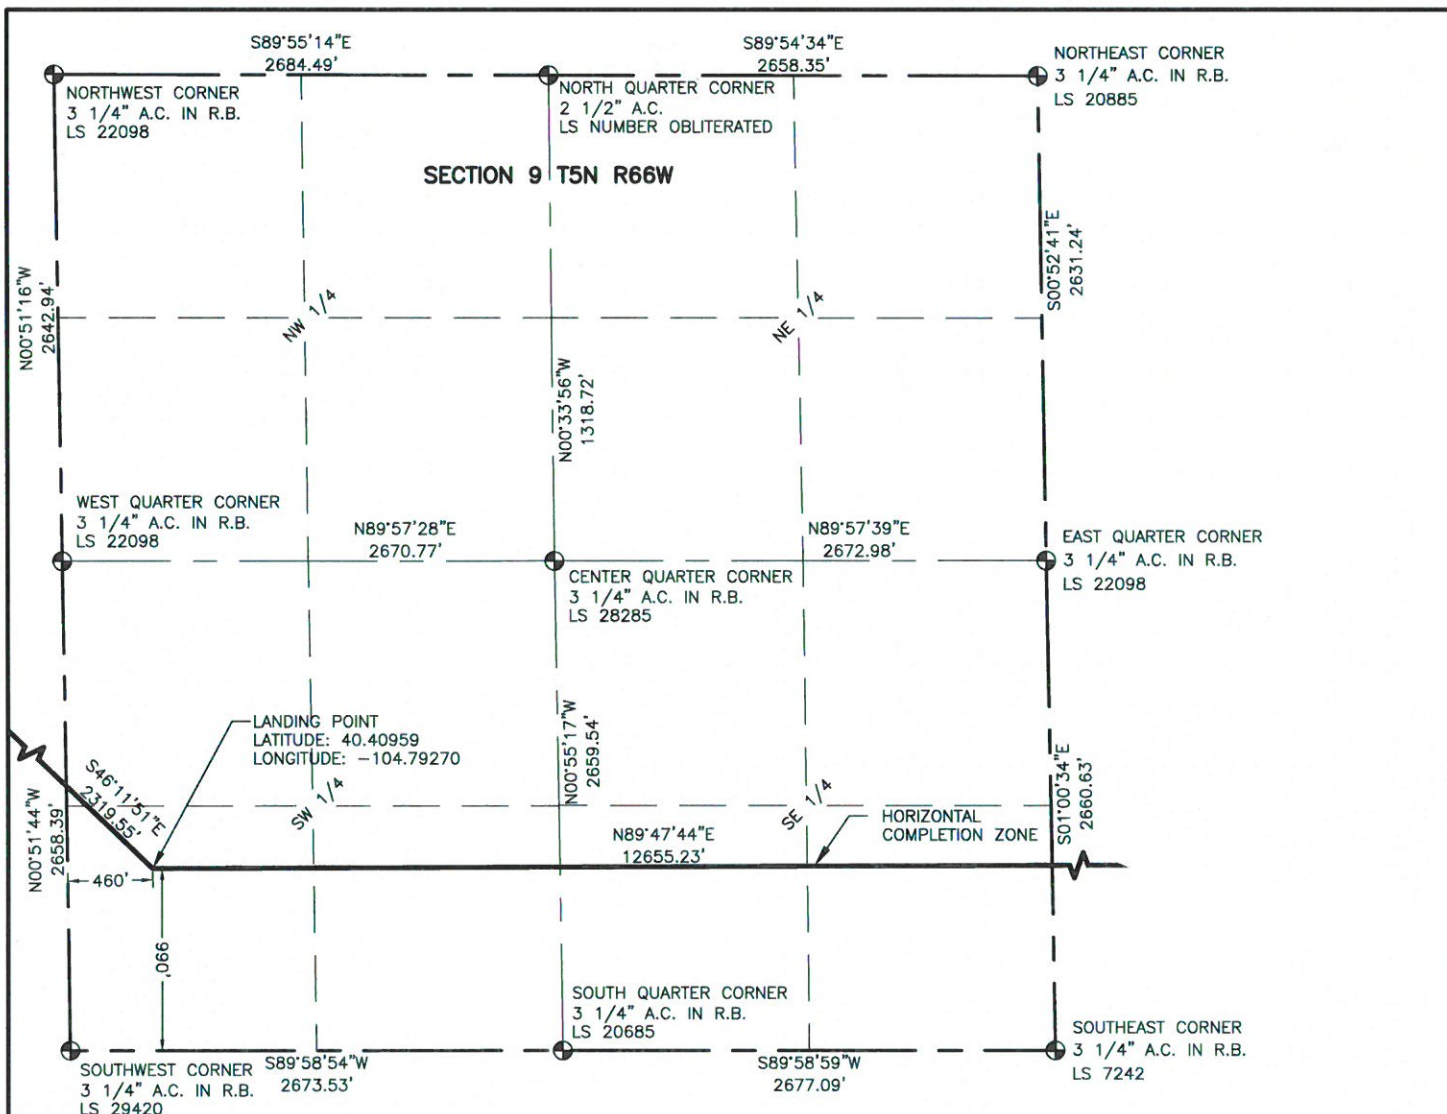 S89°55'14"E
2684.49'
S89°54'34"E
2658.35'
NORTHEAST CORNER
3 1/4" A.C. IN R.B.
LS 20885
NORTHWEST CORNER
3 1/4" A.C. IN R.B.
LS 22098
NORTH QUARTER CORNER
2 1/2" A.C.
LS NUMBER OBLITERATED
SECTION 9 T5N R66W
N00°51'16"W
2642.94'
NW 1/4
NE 1/4
S00°52'41"E
2631.24'
N00°33'56"W
1318.72'
WEST QUARTER CORNER
3 1/4" A.C. IN R.B.
LS 22098
N89°57'28"E
2670.77'
N89°57'39"E
2672.98'
EAST QUARTER CORNER
3 1/4" A.C. IN R.B.
LS 22098
CENTER QUARTER CORNER
3 1/4" A.C. IN R.B.
LS 28285
LANDING POINT
LATITUDE: 40.40959
LONGITUDE: -104.79270
S46°11'51"E
2319.55'
N00°51'44"W
2658.39'
SW 1/4
N00°55'17"W
2659.54'
SE 1/4
S01°00'34"E
2660.63'
HORIZONTAL
COMPLETION ZONE
N89°47'44"E
12655.23'
460'
990'
SOUTH QUARTER CORNER
3 1/4" A.C. IN R.B.
LS 20685
SOUTHEAST CORNER
3 1/4" A.C. IN R.B.
LS 7242
SOUTHWEST CORNER
3 1/4" A.C. IN R.B.
LS 29420
S89°58'54"W
2673.53'
S89°58'59"W
2677.09'